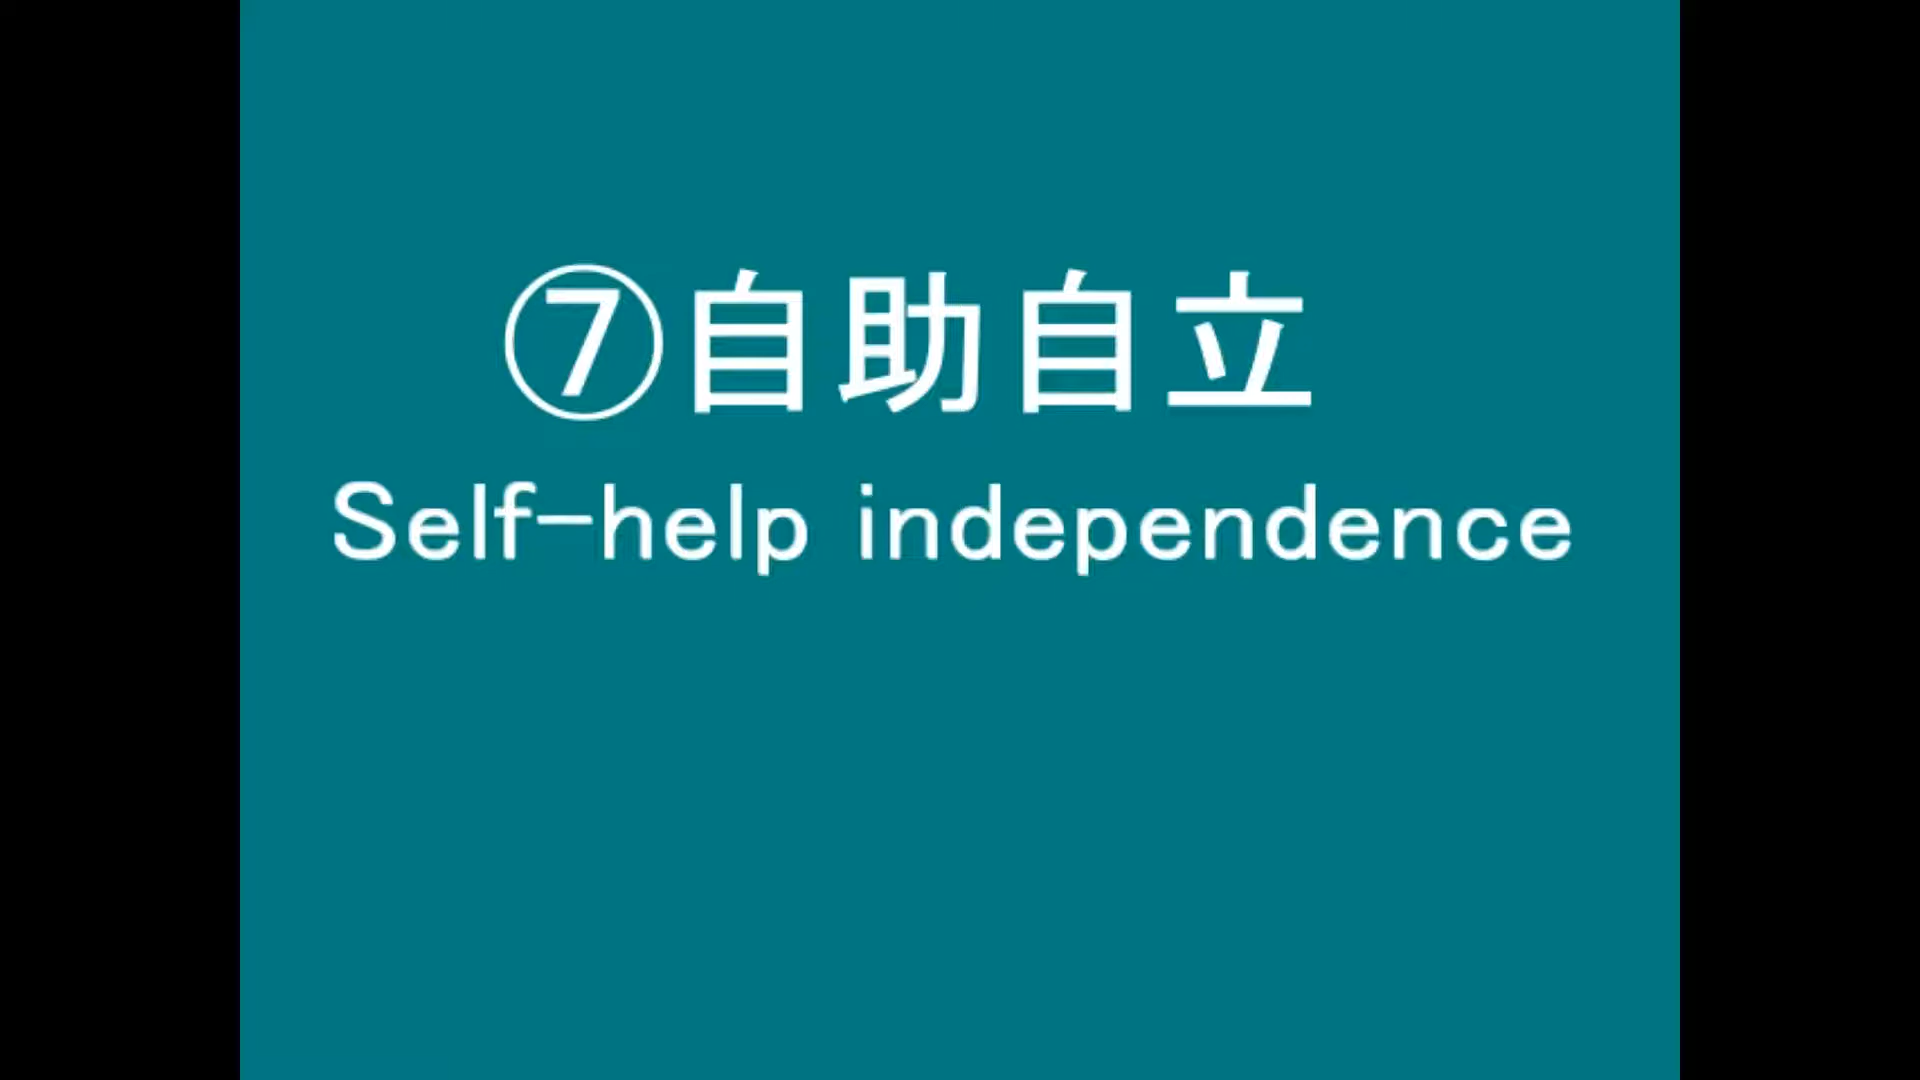 ⑦自助自立
Self-help independence